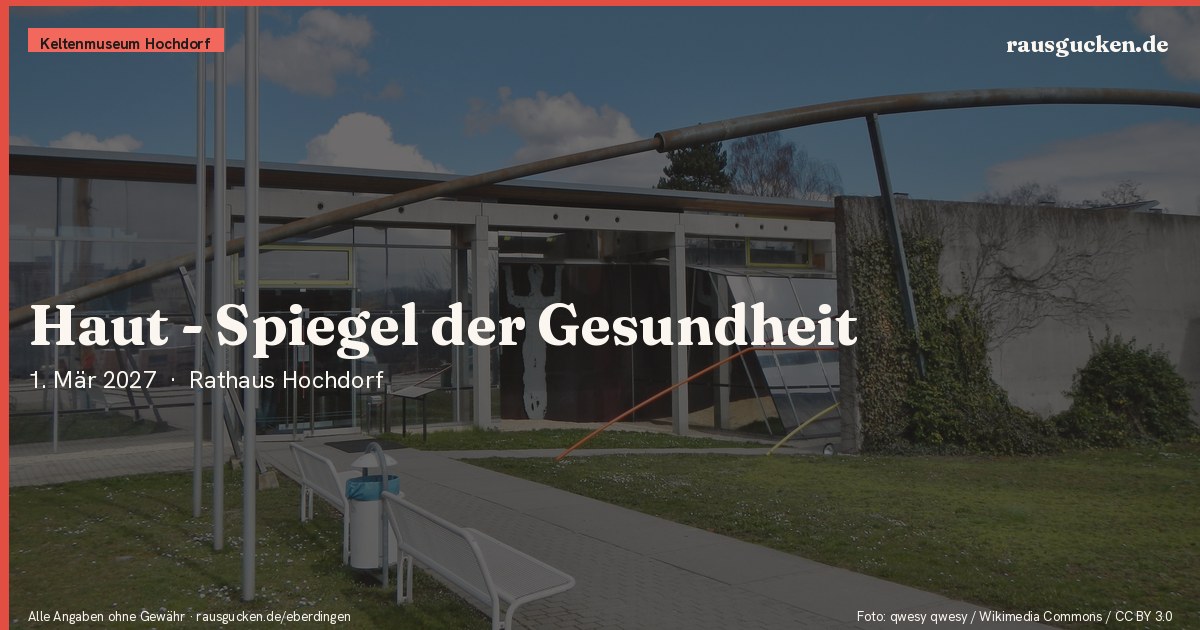 Keltenmuseum Hochdorf
rausgucken.de
Haut - Spiegel der Gesundheit
1. Mär 2027 · Rathaus Hochdorf
Alle Angaben ohne Gewähr · rausgucken.de/eberdingen
Foto: qwesy qwesy / Wikimedia Commons / CC BY 3.0